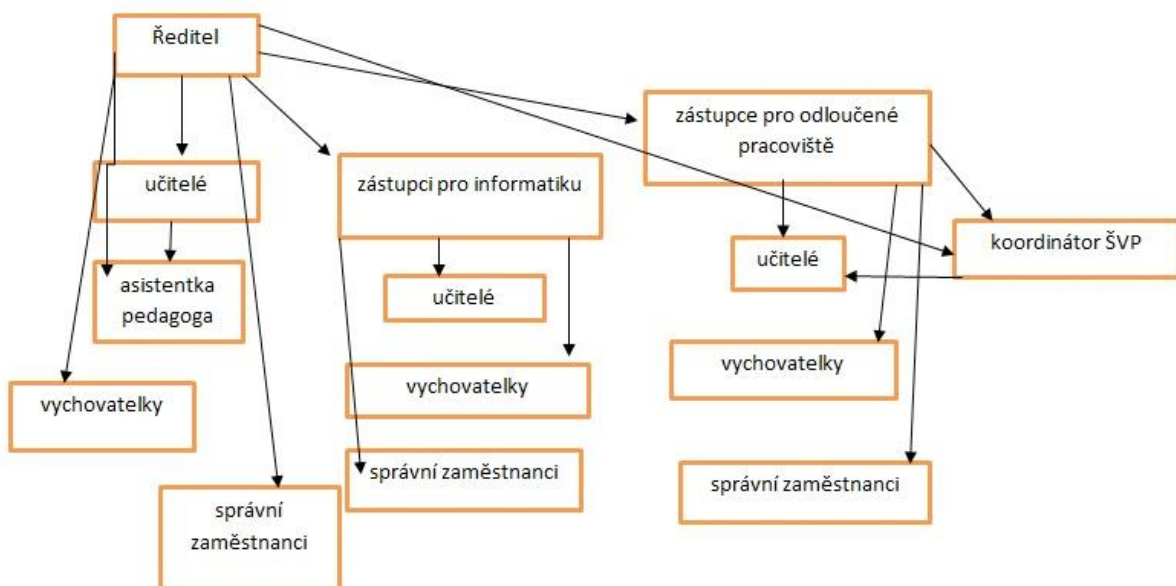 Ředitel
zástupce pro odloučené
pracoviště
učitelé
zástupci pro informatiku
koordinátor ŠVP
učitelé
asistentka
pedagoga
učitelé
vychovatelky
vychovatelky
vychovatelky
správní zaměstnanci
správní zaměstnanci
správní
zaměstnanci